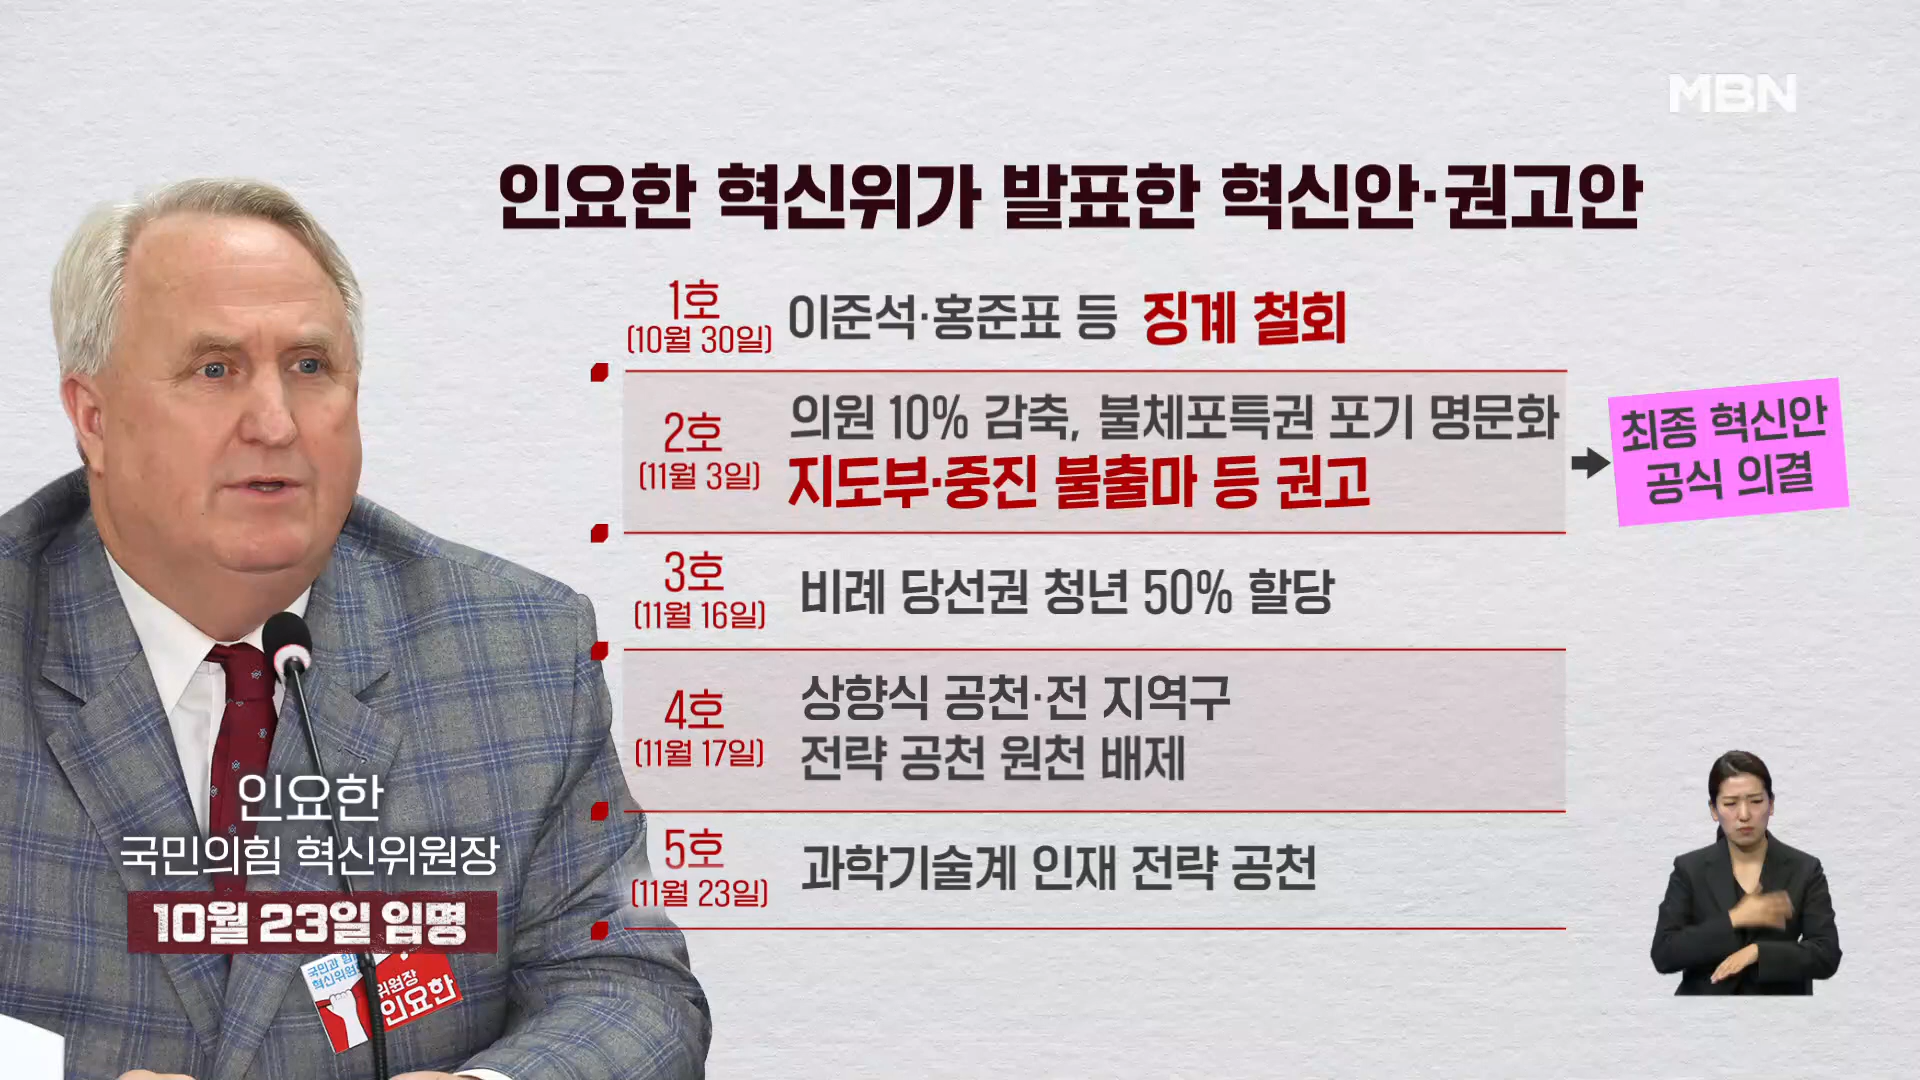 MBN
인요한 혁신위가 발표한 혁신안·권고안
1호
(10월 30일)
이준석·홍준표 등 징계 철회
2호
(11월 3일)
의원 10% 감축, 불체포특권 포기 명문화
지도부·중진 불출마 등 권고
최종 혁신안
공식 의결
3호
(11월 16일)
비례 당선권 청년 50% 할당
4호
(11월 17일)
상향식 공천·전 지역구
전략 공천 원천 배제
5호
(11월 23일)
과학기술계 인재 전략 공천
인요한
국민의힘 혁신위원장
10월 23일 임명
국민과 함
혁신위원
위원장
인요한